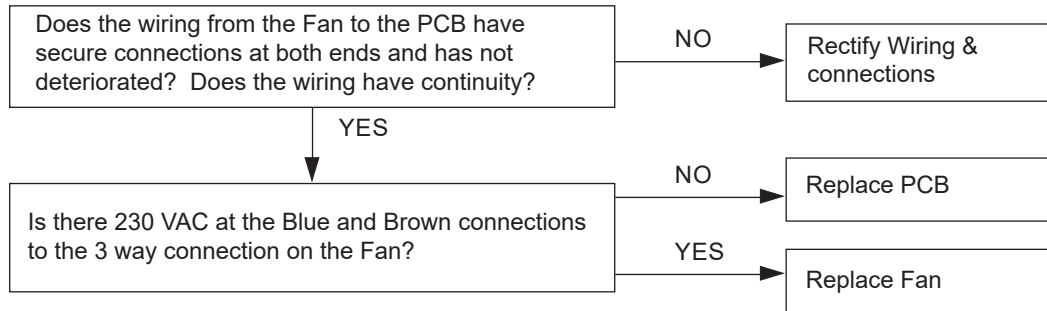 Does the wiring from the Fan to the PCB have
secure connections at both ends and has not
deteriorated? Does the wiring have continuity?
NO
Rectify Wiring &
connections
YES
Is there 230 VAC at the Blue and Brown connections
to the 3 way connection on the Fan?
NO
Replace PCB
YES
Replace Fan